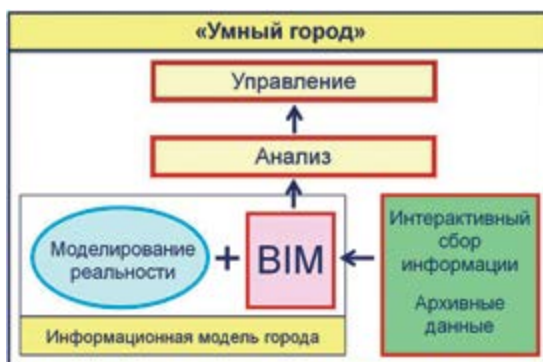 «Умный город»
Управление
Анализ
Моделирование
реальности
+
BIM
Интерактивный
сбор
информации
Архивные
данные
Информационная модель города